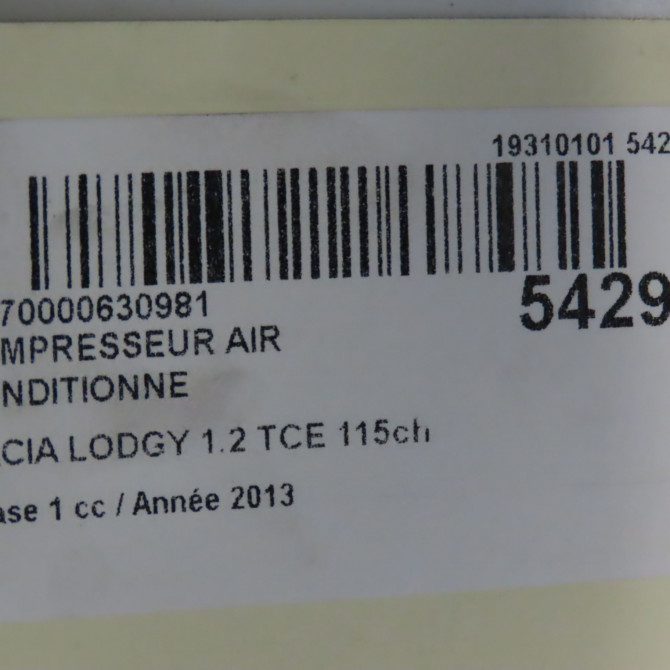 19310101 542
70000630981
5429
MPRESSEUR AIR
NDITIONNE
CIA LODGY 1.2 TCE 115ch
ase 1 cc / Année 2013